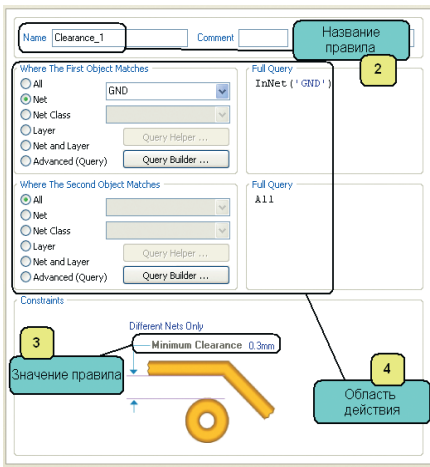 Name Clearance_1 Comment
Название
правила
2
Where The First Object Matches
All
Net
Net Class
Layer
Net and Layer
Advanced (Query)
GND
Query Helper ...
Query Builder ...
Full Query
InNet('GND')
Where The Second Object Matches
All
Net
Net Class
Layer
Net and Layer
Advanced (Query)
Query Helper ...
Query Builder ...
Full Query
All
Constraints
Different Nets Only
Minimum Clearance 0.3mm
3
Значение правила
4
Область
действия